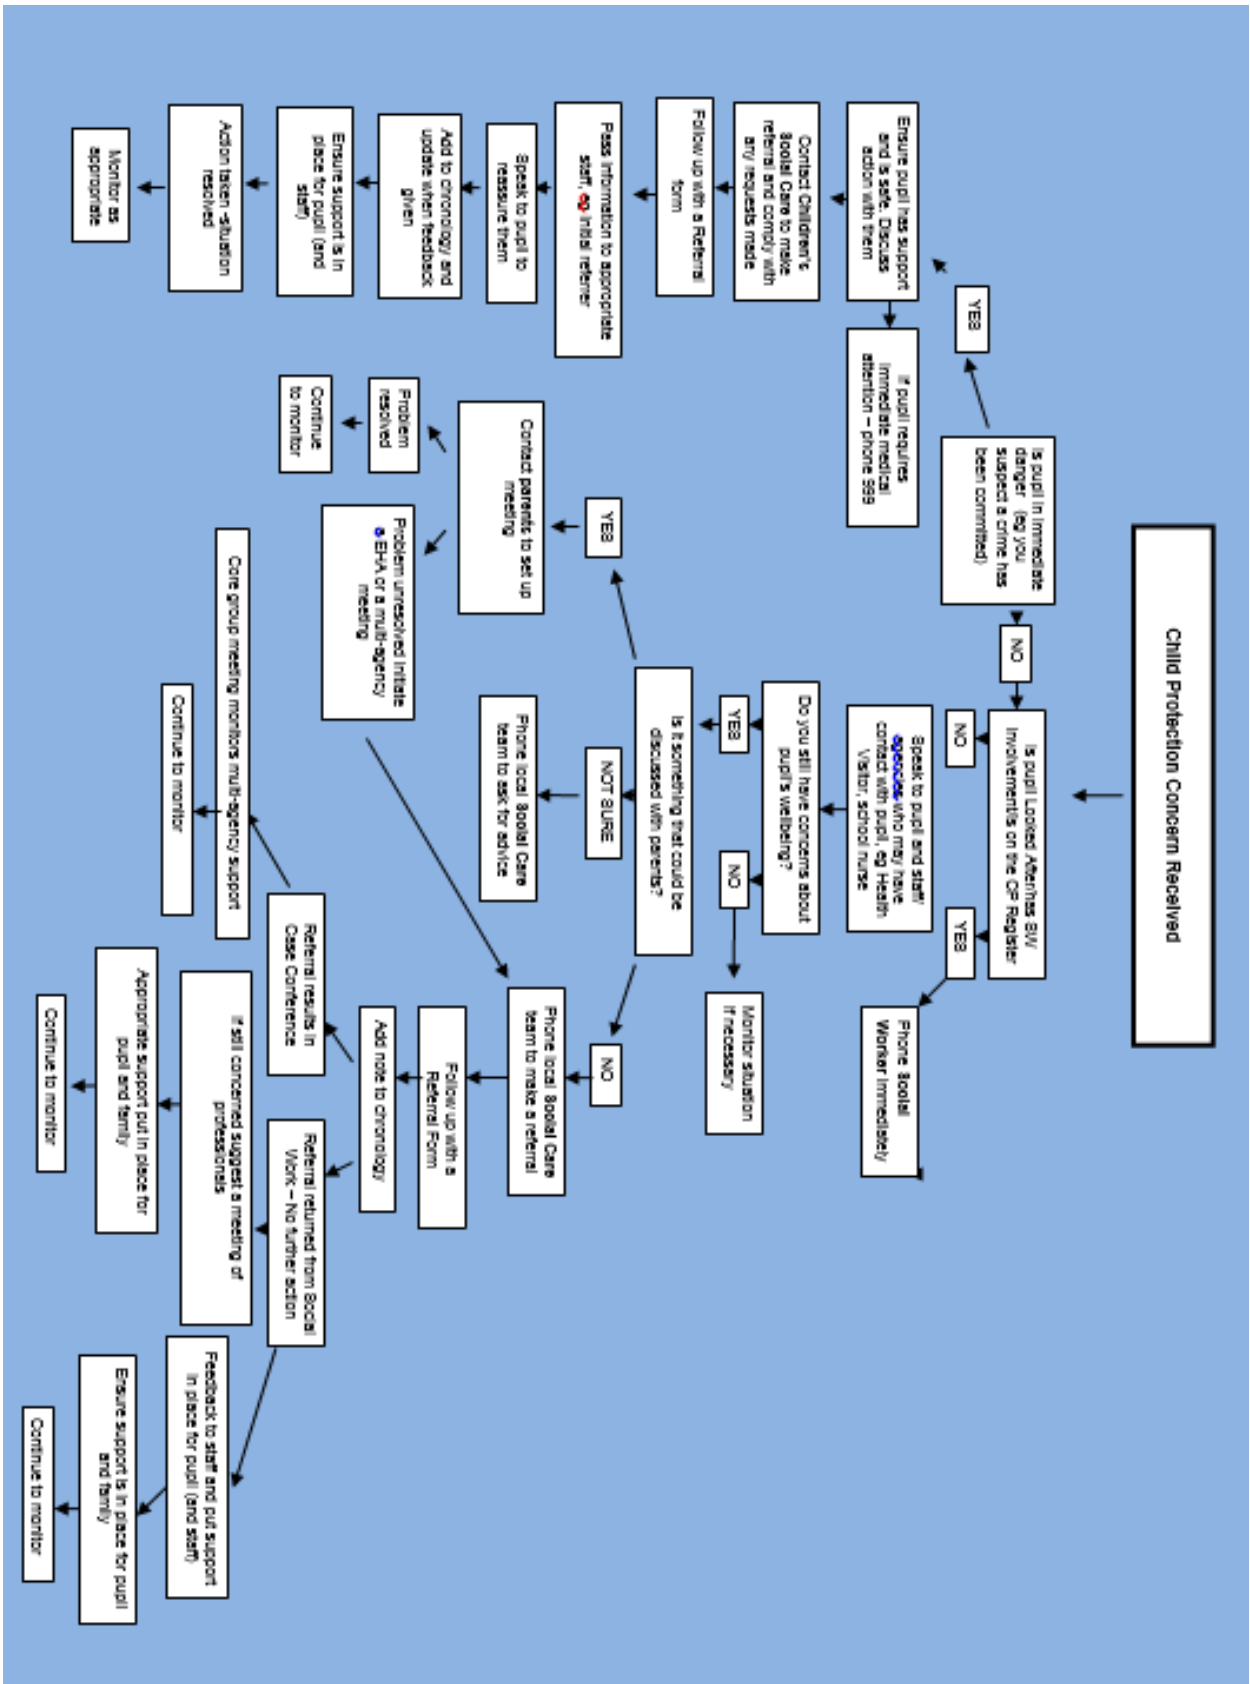 Child Protection Concern Received
Is pupil in immediate
danger (eg you
suspect a crime has
been committed)
YES
NO
Ensure pupil has support
and is safe. Discuss
action with them
If pupil requires
immediate medical
attention – phone 999
Contact Children's
Social Care to make
referral and comply with
any requests made
Follow up with a Referral
form
Pass information to appropriate
staff, eg initial referrer
Speak to pupil to
reassure them
Add to chronology and
update when feedback
given
Ensure support is in
place for pupil (and
staff)
Action taken -situation
resolved
Monitor as
appropriate
Is pupil Looked After/has SW
involvement/is on the CP Register
NO
YES
Phone Social
Worker immediately
Speak to pupil and staff/
agencies who may have
contact with pupil, eg Health
Visitor, school nurse
Do you still have concerns about
pupil's wellbeing?
YES
NO
Monitor situation
if necessary
Is it something that could be
discussed with parents?
YES
NOT SURE
NO
Contact parents to set up
meeting
Problem
resolved
Continue
to monitor
Problem unresolved initiate
a EHA or a multi-agency
meeting
Phone local Social Care
team to ask for advice
Phone local Social Care
team to make a referral
Follow up with a
Referral Form
Add note to chronology
Referral results in
Case Conference
Core group meeting monitors multi-agency support
Continue to monitor
Referral returned from Social
Work – No further action
If still concerned suggest a meeting of
professionals
Appropriate support put in place for
pupil and family
Continue to monitor
Feedback to staff and put support
in place for pupil (and staff)
Ensure support is in place for pupil
and family
Continue to monitor